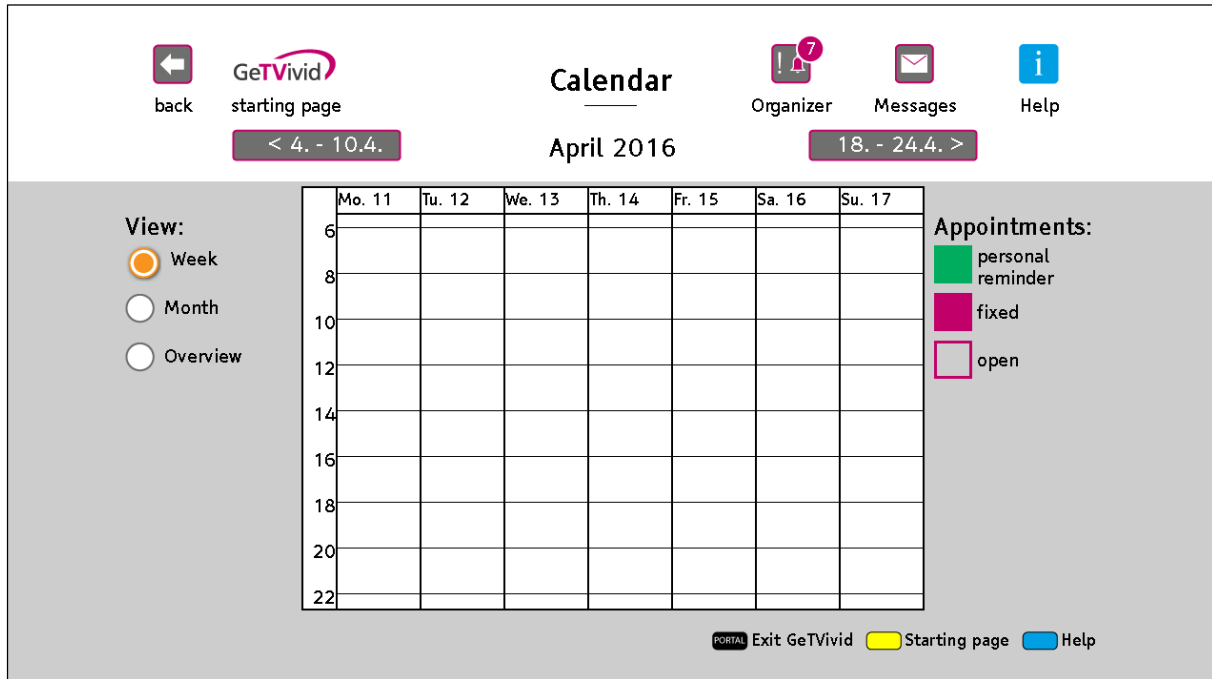 GeTVivid
7
i
back
starting page
Calendar
Organizer
Messages
Help
< 4. - 10.4.
April 2016
18. - 24.4. >
Mo. 11 Tu. 12 We. 13 Th. 14 Fr. 15 Sa. 16 Su. 17
View:
Week
Month
Overview
6
8
10
12
14
16
18
20
22
Appointments:
personal
reminder
fixed
open
PORTAL Exit GeTVivid Starting page Help